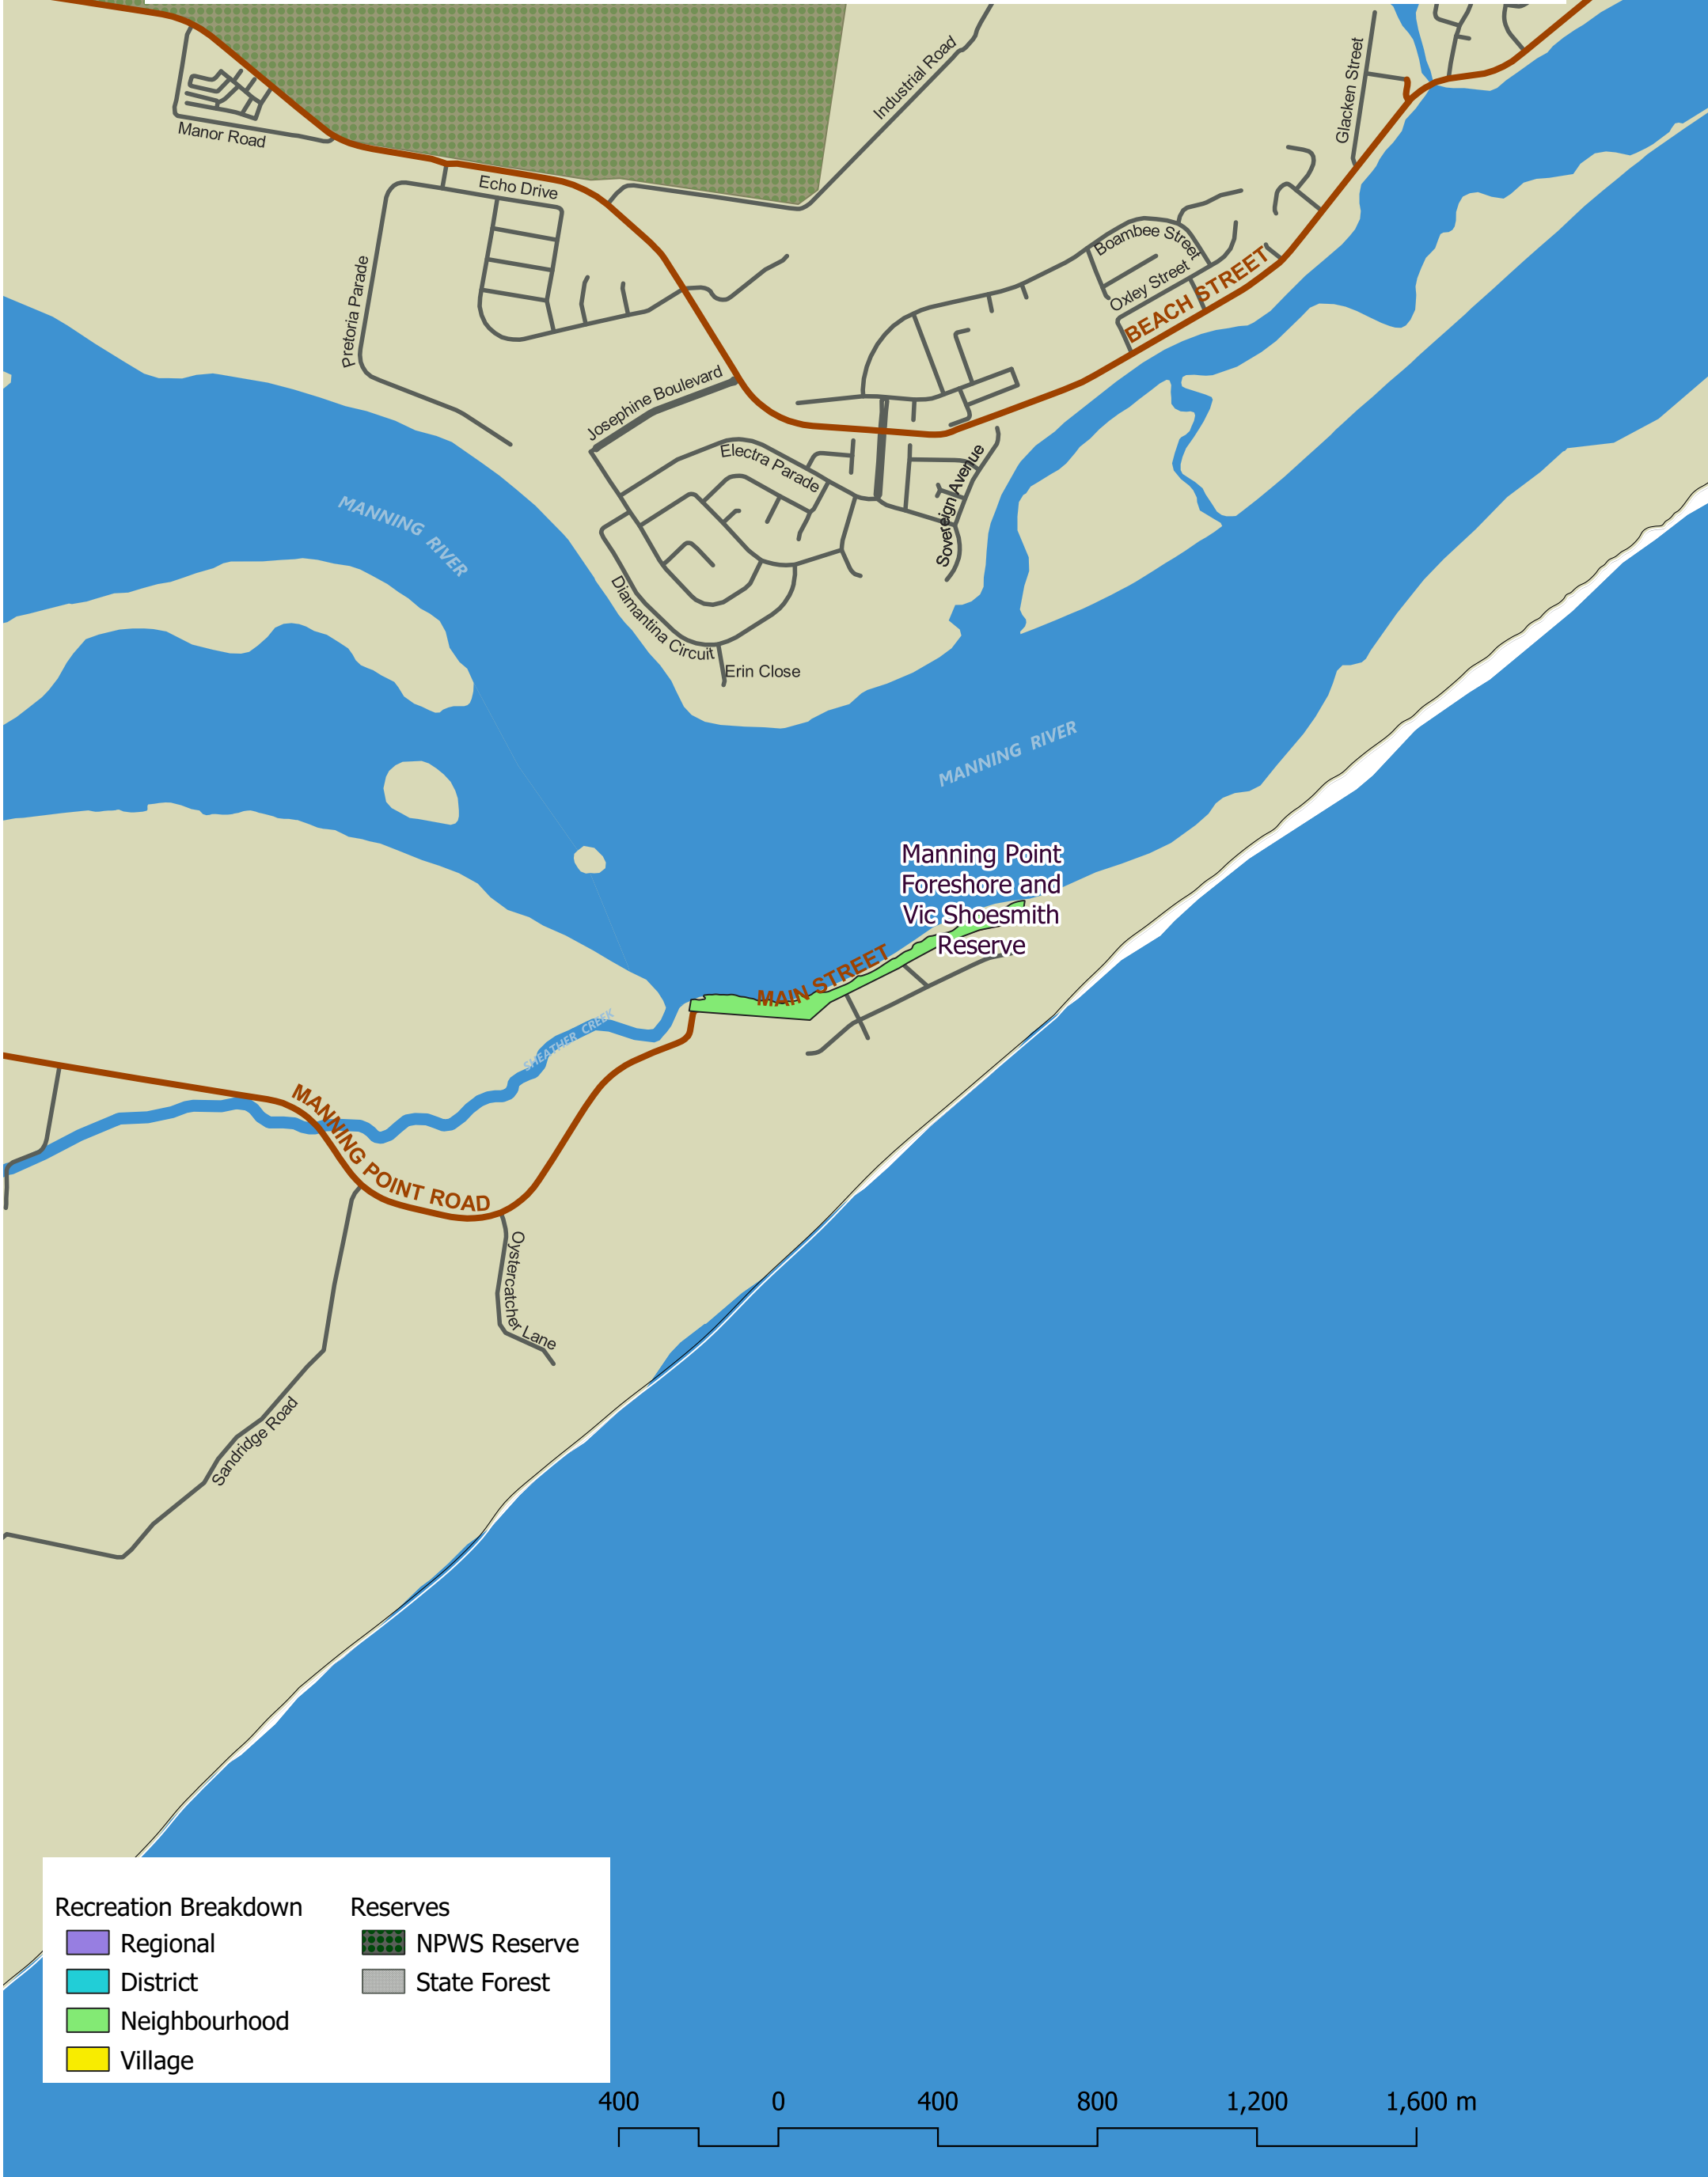 Industrial Road
Glacken Street
Manor Road
Echo Drive
Boambee Street
Oxley Street
BEACH STREET
Pretoria Parade
Josephine Boulevard
Electra Parade
Sovereign Avenue
MANNING RIVER
Diamantina Circuit
Erin Close
MANNING RIVER
Manning Point
Foreshore and
Vic Shoesmith
Reserve
MAIN STREET
SHEATHER CREEK
MANNING POINT ROAD
Oystercatcher Lane
Sandridge Road
Recreation Breakdown
Regional
District
Neighbourhood
Village
Reserves
NPWS Reserve
State Forest
400 0 400 800 1,200 1,600 m